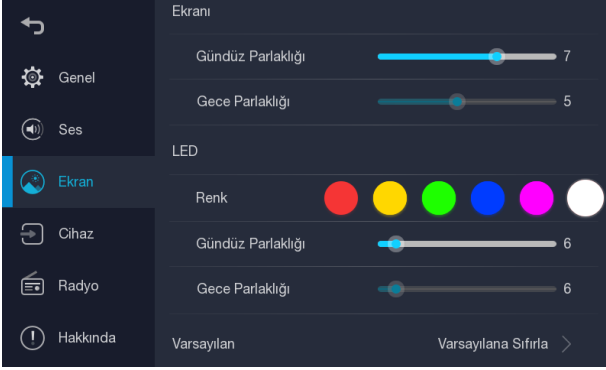 Ekranı
Gündüz Parlaklığı 7
Genel
Gece Parlaklığı 5
Ses
LED
Ekran
Renk
Cihaz
Gündüz Parlaklığı 6
Radyo
Gece Parlaklığı 6
Hakkında
Varsayılan Varsayılana Sıfırla